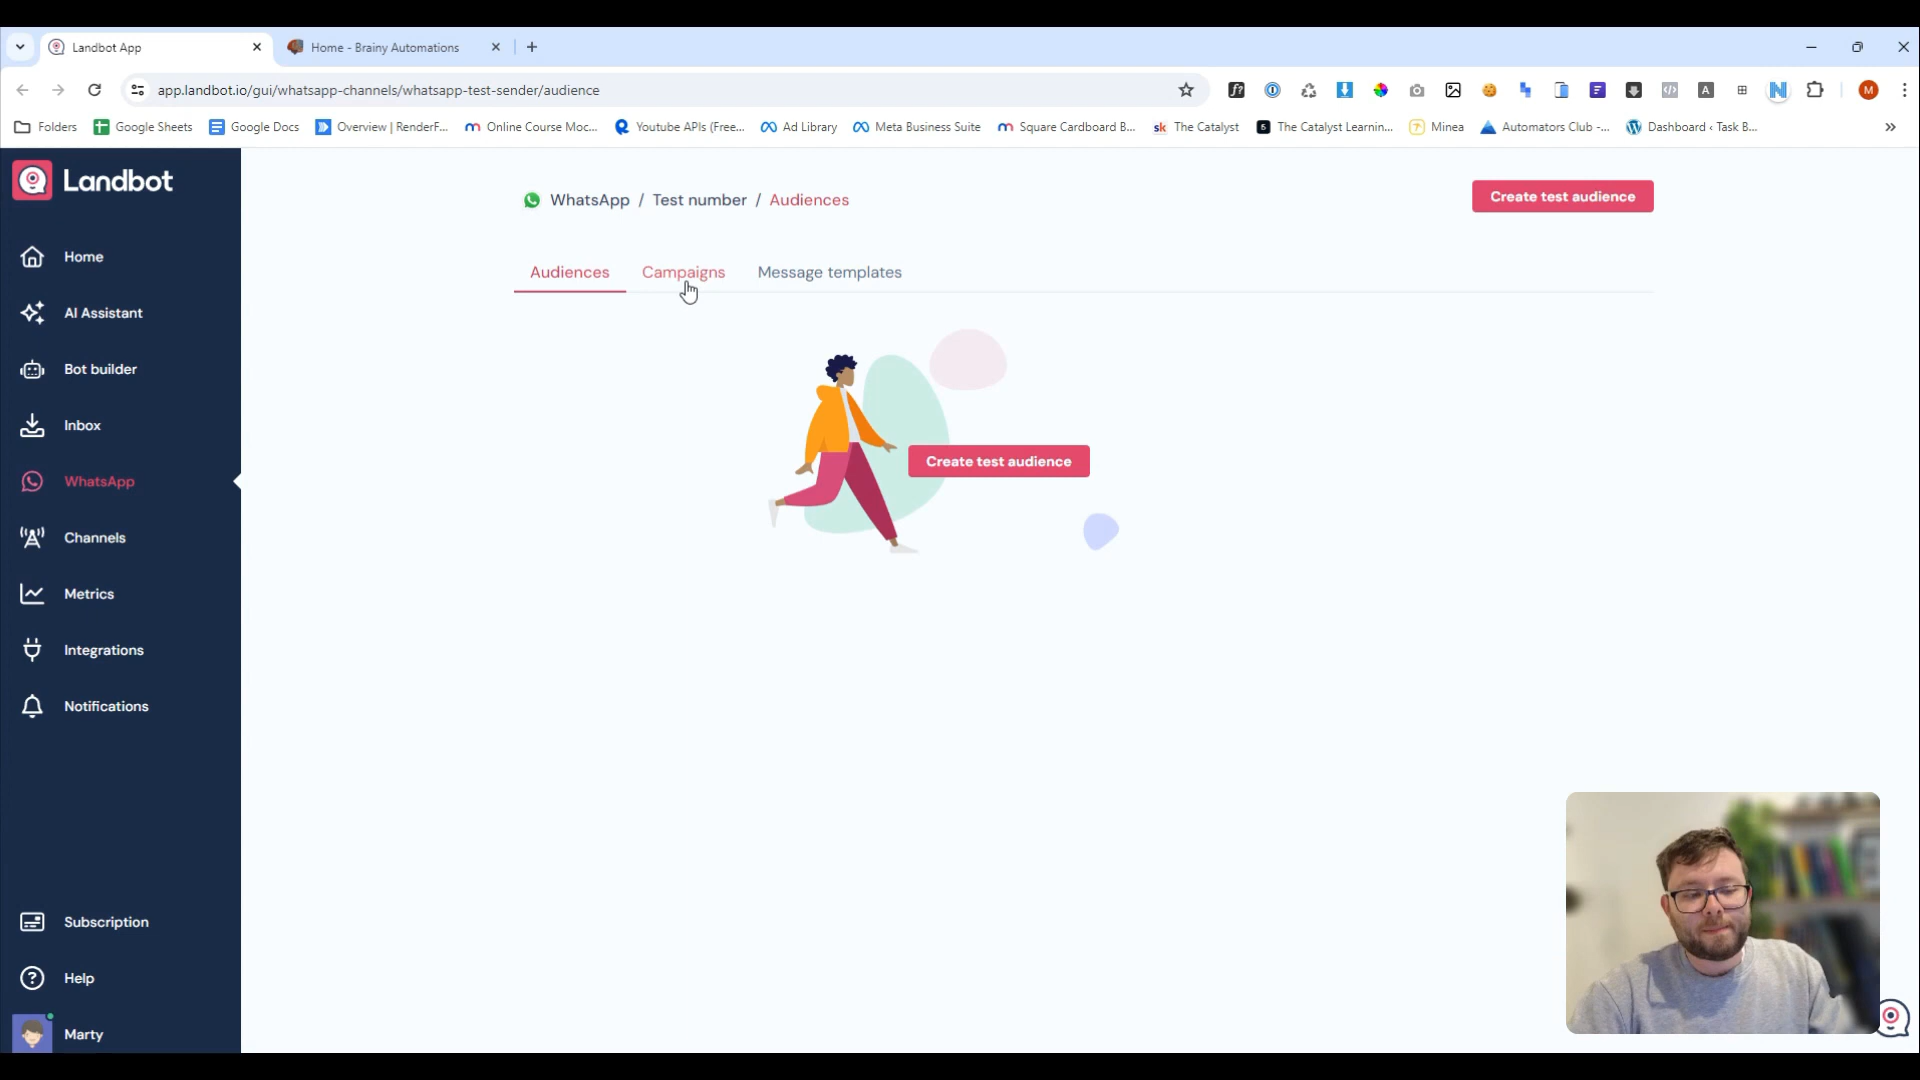 Landbot App
Home - Brainy Automations
app.landbot.io/gui/whatsapp-channels/whatsapp-test-sender/audience
Folders
Google Sheets
Google Docs
Overview | RenderF...
Online Course Moc...
Youtube APIs (Free...
Ad Library
Meta Business Suite
Square Cardboard B...
sk The Catalyst
The Catalyst Learnin...
Minea
Automators Club -...
Dashboard ‹ Task B...
Landbot
WhatsApp / Test number / Audiences
Create test audience
Audiences
Campaigns
Message templates
Create test audience
Home
AI Assistant
Bot builder
Inbox
WhatsApp
Channels
Metrics
Integrations
Notifications
Subscription
Help
Marty